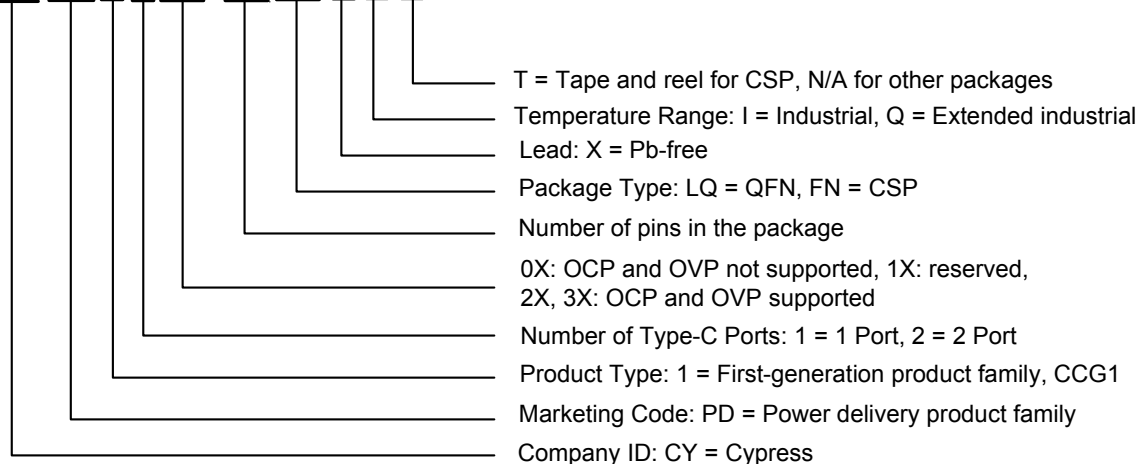 T = Tape and reel for CSP, N/A for other packages
Temperature Range: I = Industrial, Q = Extended industrial
Lead: X = Pb-free
Package Type: LQ = QFN, FN = CSP
Number of pins in the package
0X: OCP and OVP not supported, 1X: reserved,
2X, 3X: OCP and OVP supported
Number of Type-C Ports: 1 = 1 Port, 2 = 2 Port
Product Type: 1 = First-generation product family, CCG1
Marketing Code: PD = Power delivery product family
Company ID: CY = Cypress